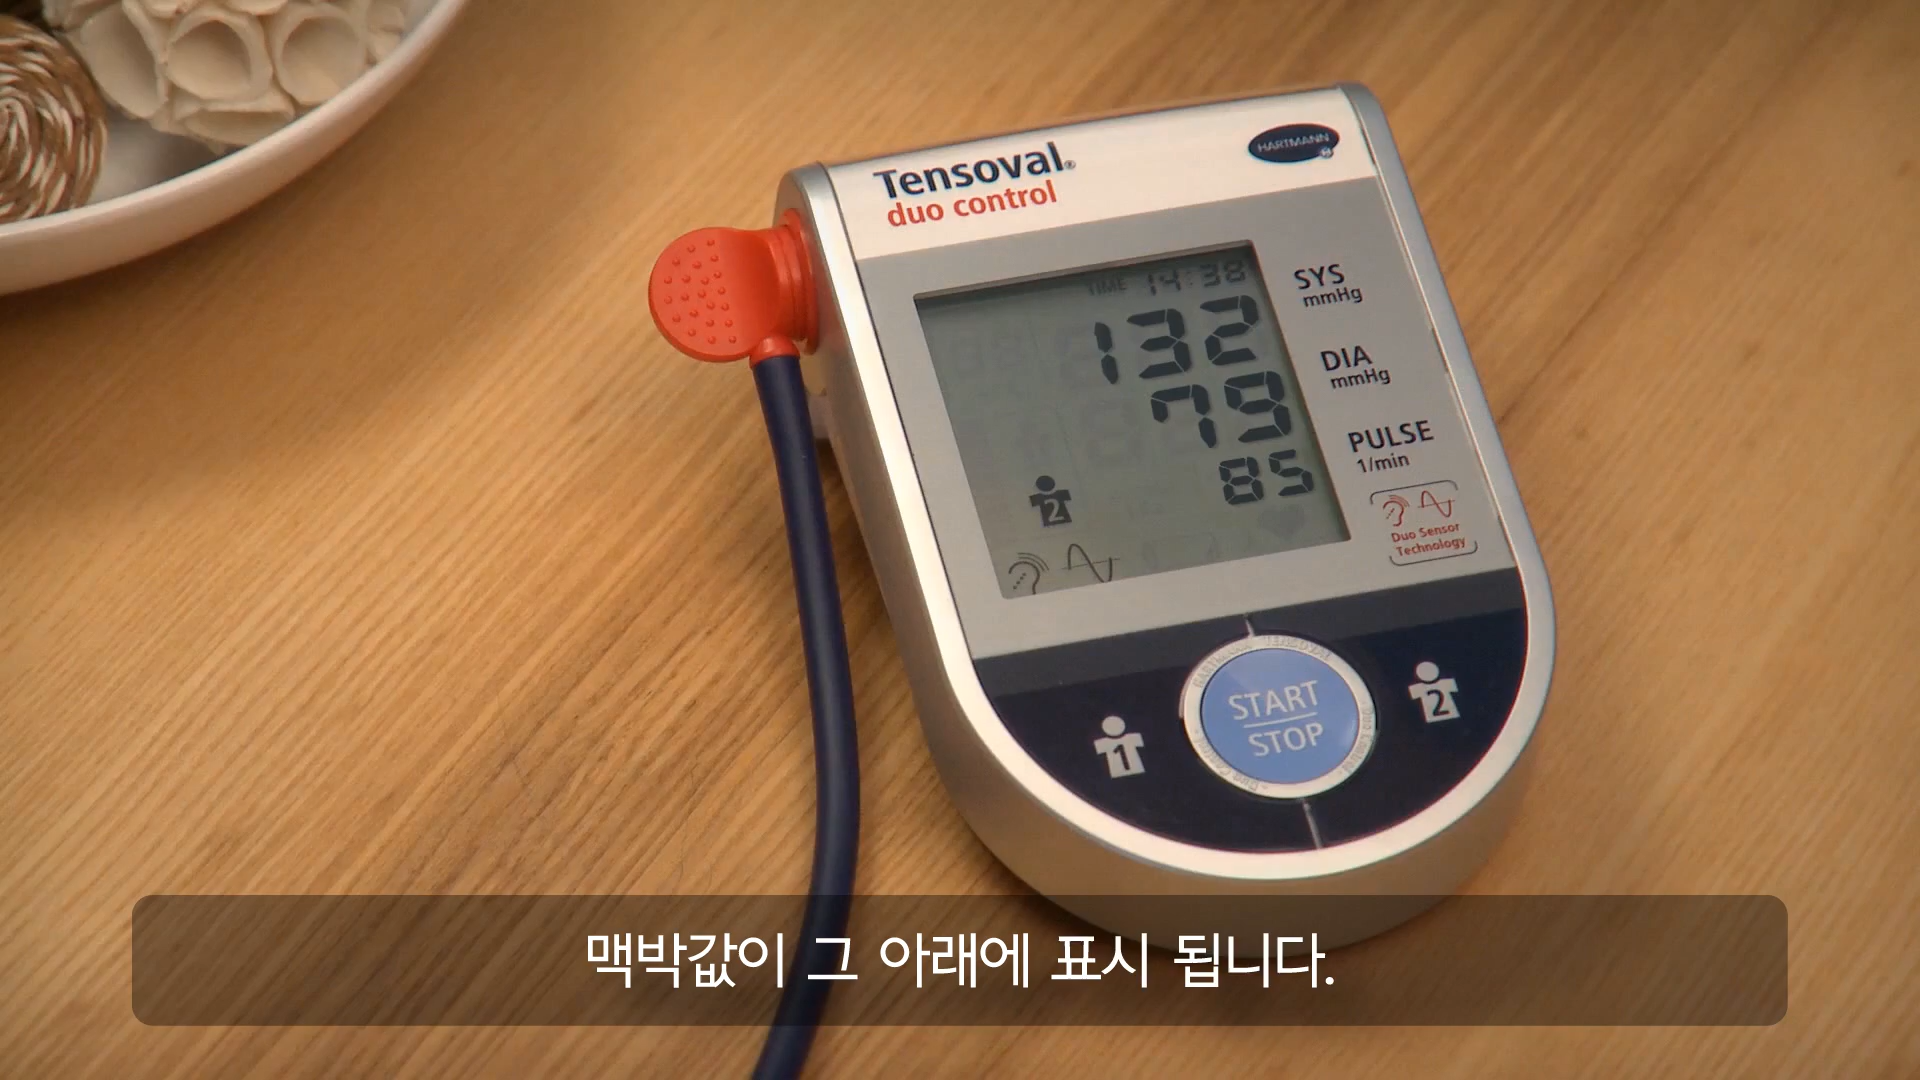 Tensoval®
duo control
HARTMANN
TIME 14:38
132
79
85
2
SYS
mmHg
DIA
mmHg
PULSE
1/min
Duo Sensor
Technology
START
STOP
1
2
맥박값이 그 아래에 표시 됩니다.